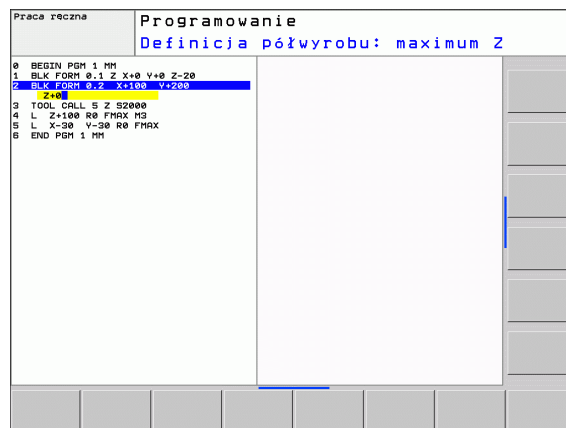 Praca ręczna
Programowanie
Definicja półwyrobu: maximum Z
0 BEGIN PGM 1 MM
1 BLK FORM 0.1 Z X+0 Y+0 Z-20
2 BLK FORM 0.2 X+100 Y+200
Z+0
3 TOOL CALL 5 Z S2000
4 L Z+100 R0 FMAX M3
5 L X-30 Y-30 R0 FMAX
6 END PGM 1 MM